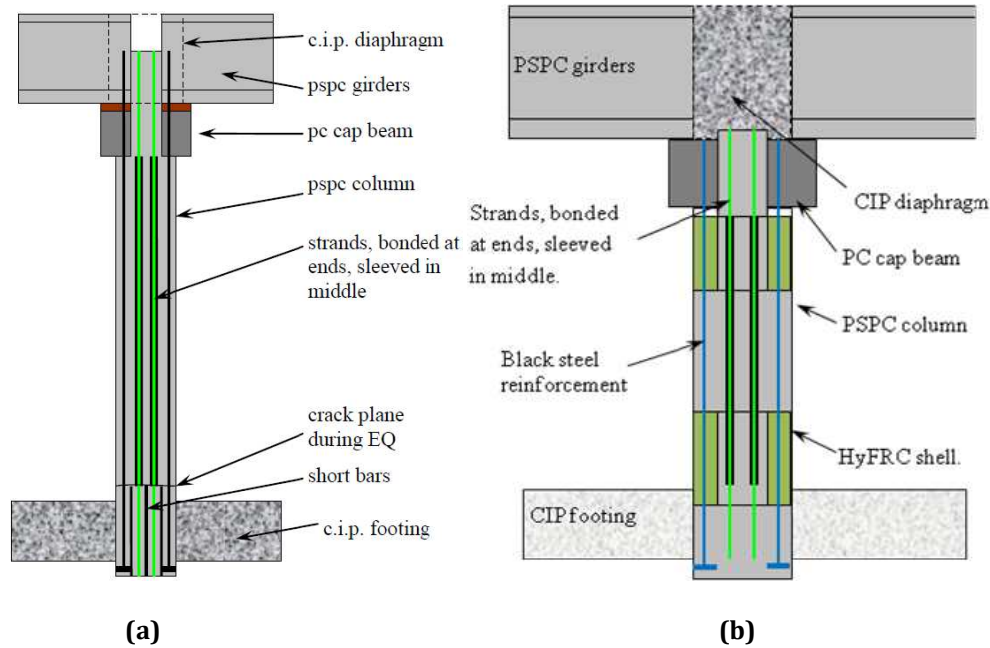 c.i.p. diaphragm
pspc girders
pc cap beam
pspc column
strands, bonded at
ends, sleeved in
middle
crack plane
during EQ
short bars
c.i.p. footing
(a)
PSPC girders
CIP diaphragm
Strands, bonded
at ends, sleeved
in middle.
PC cap beam
PSPC column
Black steel
reinforcement
HyFRC shell.
CIP footing
(b)